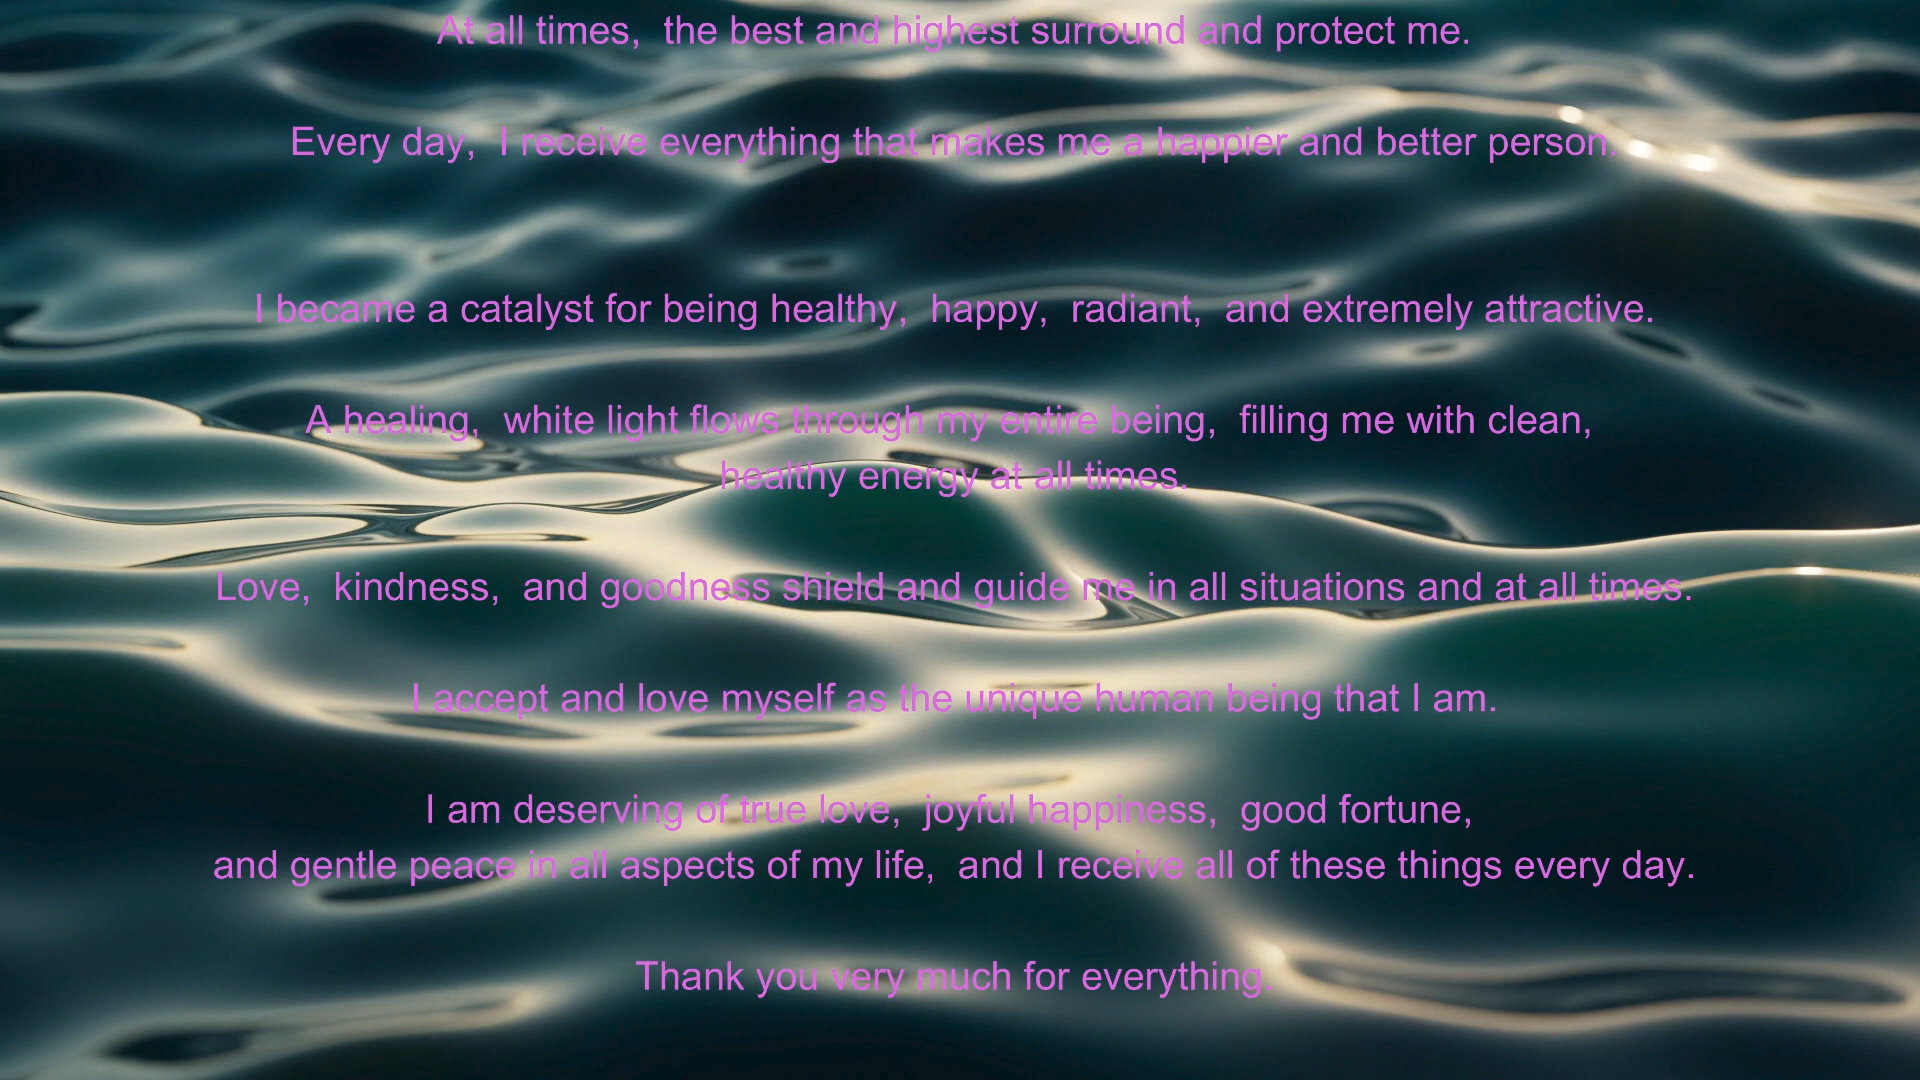 At all times,  the best and highest surround and protect me.
Every day,  I receive everything that makes me a happier and better person.
I became a catalyst for being healthy,  happy,  radiant,  and extremely attractive.
A healing,  white light flows through my entire being,  filling me with clean,
healthy energy at all times.
Love,  kindness,  and goodness shield and guide me in all situations and at all times.
I accept and love myself as the unique human being that I am.
I am deserving of true love,  joyful happiness,  good fortune,
and gentle peace in all aspects of my life,  and I receive all of these things every day.
Thank you very much for everything.